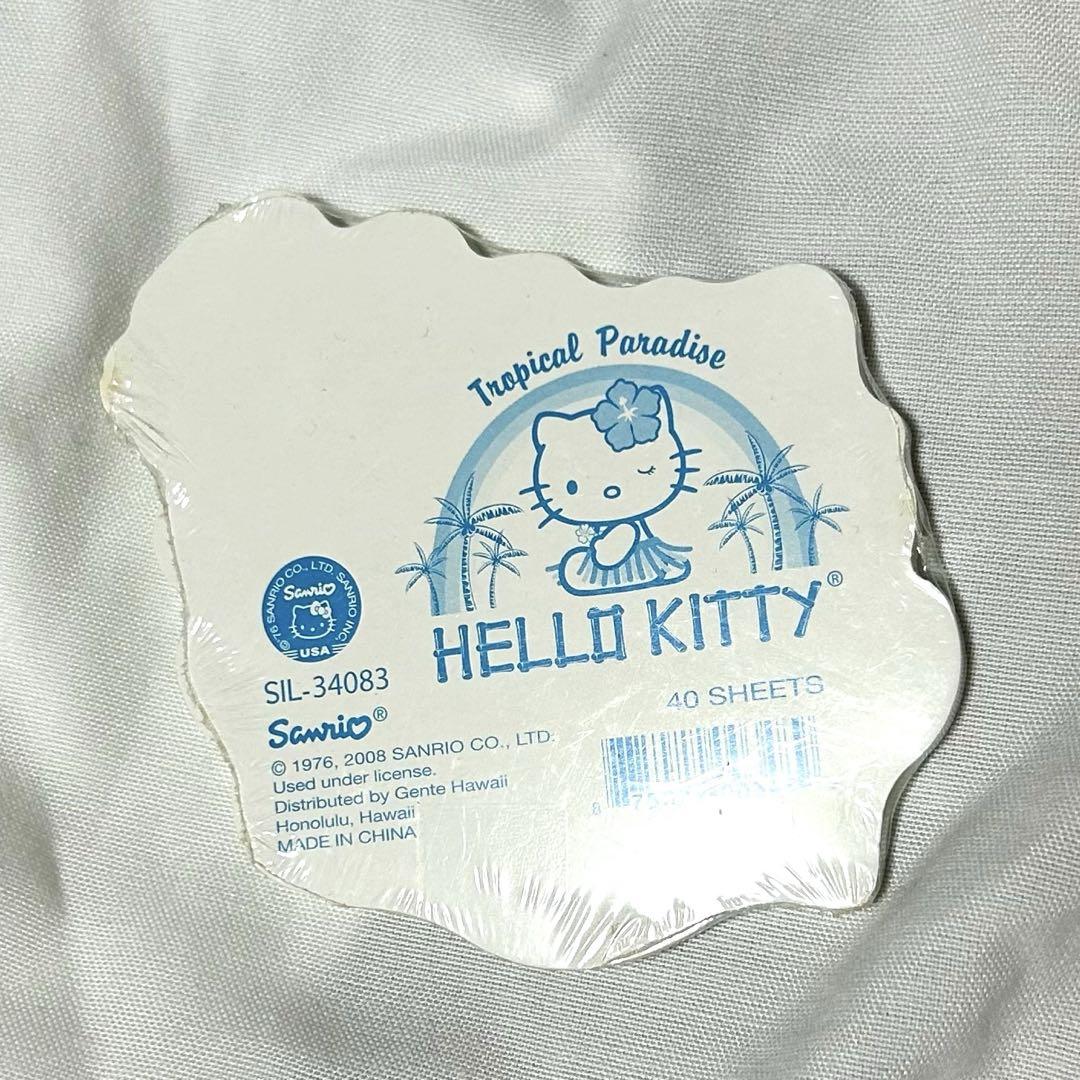 Tropical Paradise
HELLO KITTY®
© '76 SANRIO CO., LTD. SANRIO INC.
Sanrio
USA
SIL-34083
40 SHEETS
Sanrio®
© 1976, 2008 SANRIO CO., LTD.
Used under license.
Distributed by Gente Hawaii
Honolulu, Hawaii
MADE IN CHINA
8